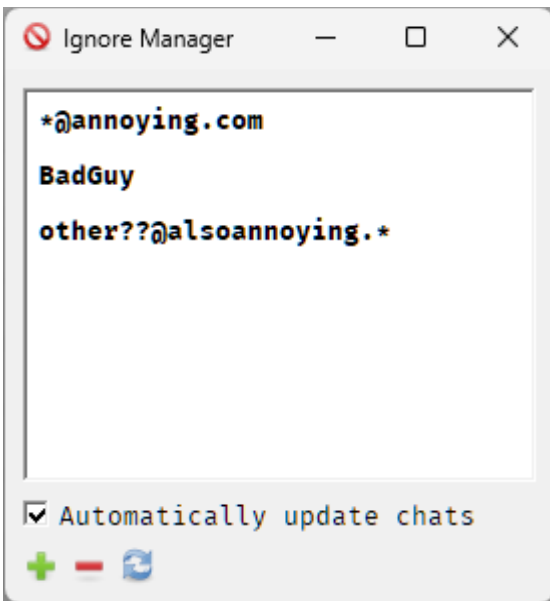 Ignore Manager
*@annoying.com
BadGuy
other??@alsoannoying.*
Automatically update chats